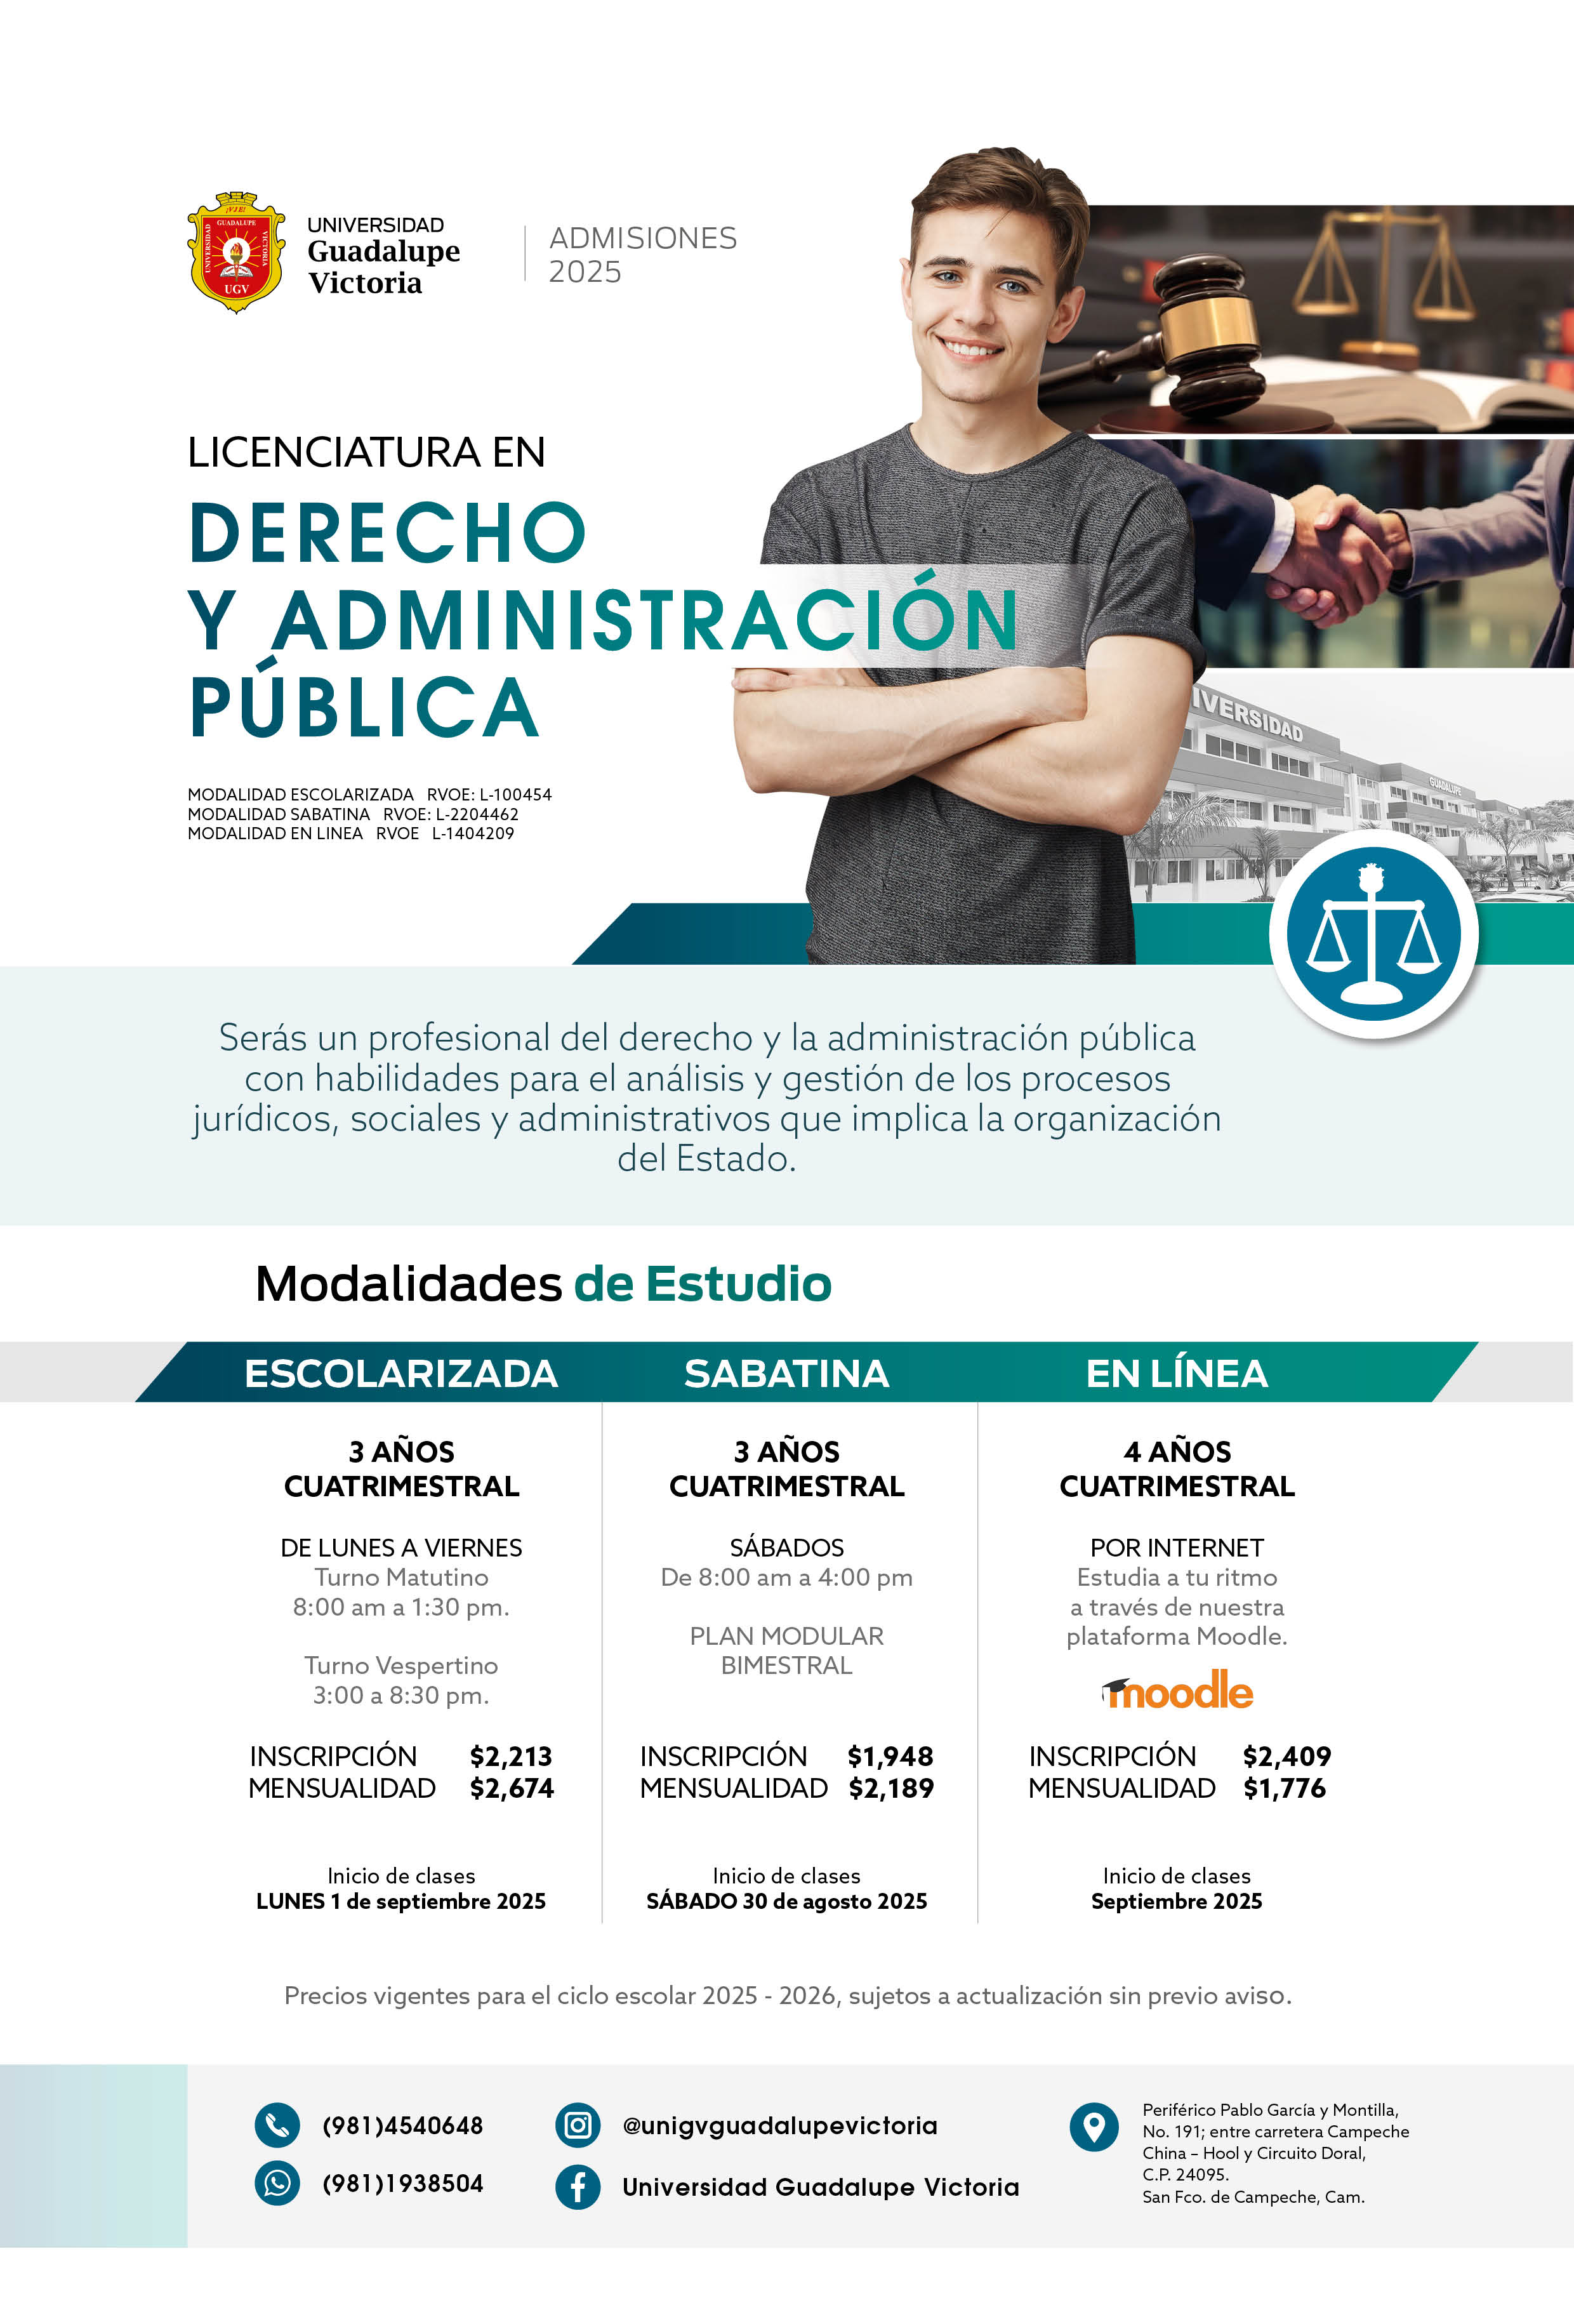 ¡VIE!
GUADALUPE
UNIVERSIDAD
VICTORIA
UGV
UNIVERSIDAD
Guadalupe
Victoria
ADMISIONES
2025
LICENCIATURA EN
DERECHO
Y ADMINISTRACIÓN
PÚBLICA
IVERSIDAD
GUADALUPE
MODALIDAD ESCOLARIZADA RVOE: L-100454
MODALIDAD SABATINA RVOE: L-2204462
MODALIDAD EN LINEA RVOE L-1404209
Serás un profesional del derecho y la administración pública
con habilidades para el análisis y gestión de los procesos
jurídicos, sociales y administrativos que implica la organización
del Estado.
Modalidades de Estudio
ESCOLARIZADA
3 AÑOS
CUATRIMESTRAL
DE LUNES A VIERNES
Turno Matutino
8:00 am a 1:30 pm.
Turno Vespertino
3:00 a 8:30 pm.
INSCRIPCIÓN $2,213
MENSUALIDAD $2,674
Inicio de clases
LUNES 1 de septiembre 2025
SABATINA
3 AÑOS
CUATRIMESTRAL
SÁBADOS
De 8:00 am a 4:00 pm
PLAN MODULAR
BIMESTRAL
INSCRIPCIÓN $1,948
MENSUALIDAD $2,189
Inicio de clases
SÁBADO 30 de agosto 2025
EN LÍNEA
4 AÑOS
CUATRIMESTRAL
POR INTERNET
Estudia a tu ritmo
a través de nuestra
plataforma Moodle.
moodle
INSCRIPCIÓN $2,409
MENSUALIDAD $1,776
Inicio de clases
Septiembre 2025
Precios vigentes para el ciclo escolar 2025 - 2026, sujetos a actualización sin previo aviso.
(981)4540648
(981)1938504
@unigvguadalupevictoria
Universidad Guadalupe Victoria
Periférico Pablo García y Montilla,
No. 191; entre carretera Campeche
China – Hool y Circuito Doral,
C.P. 24095.
San Fco. de Campeche, Cam.